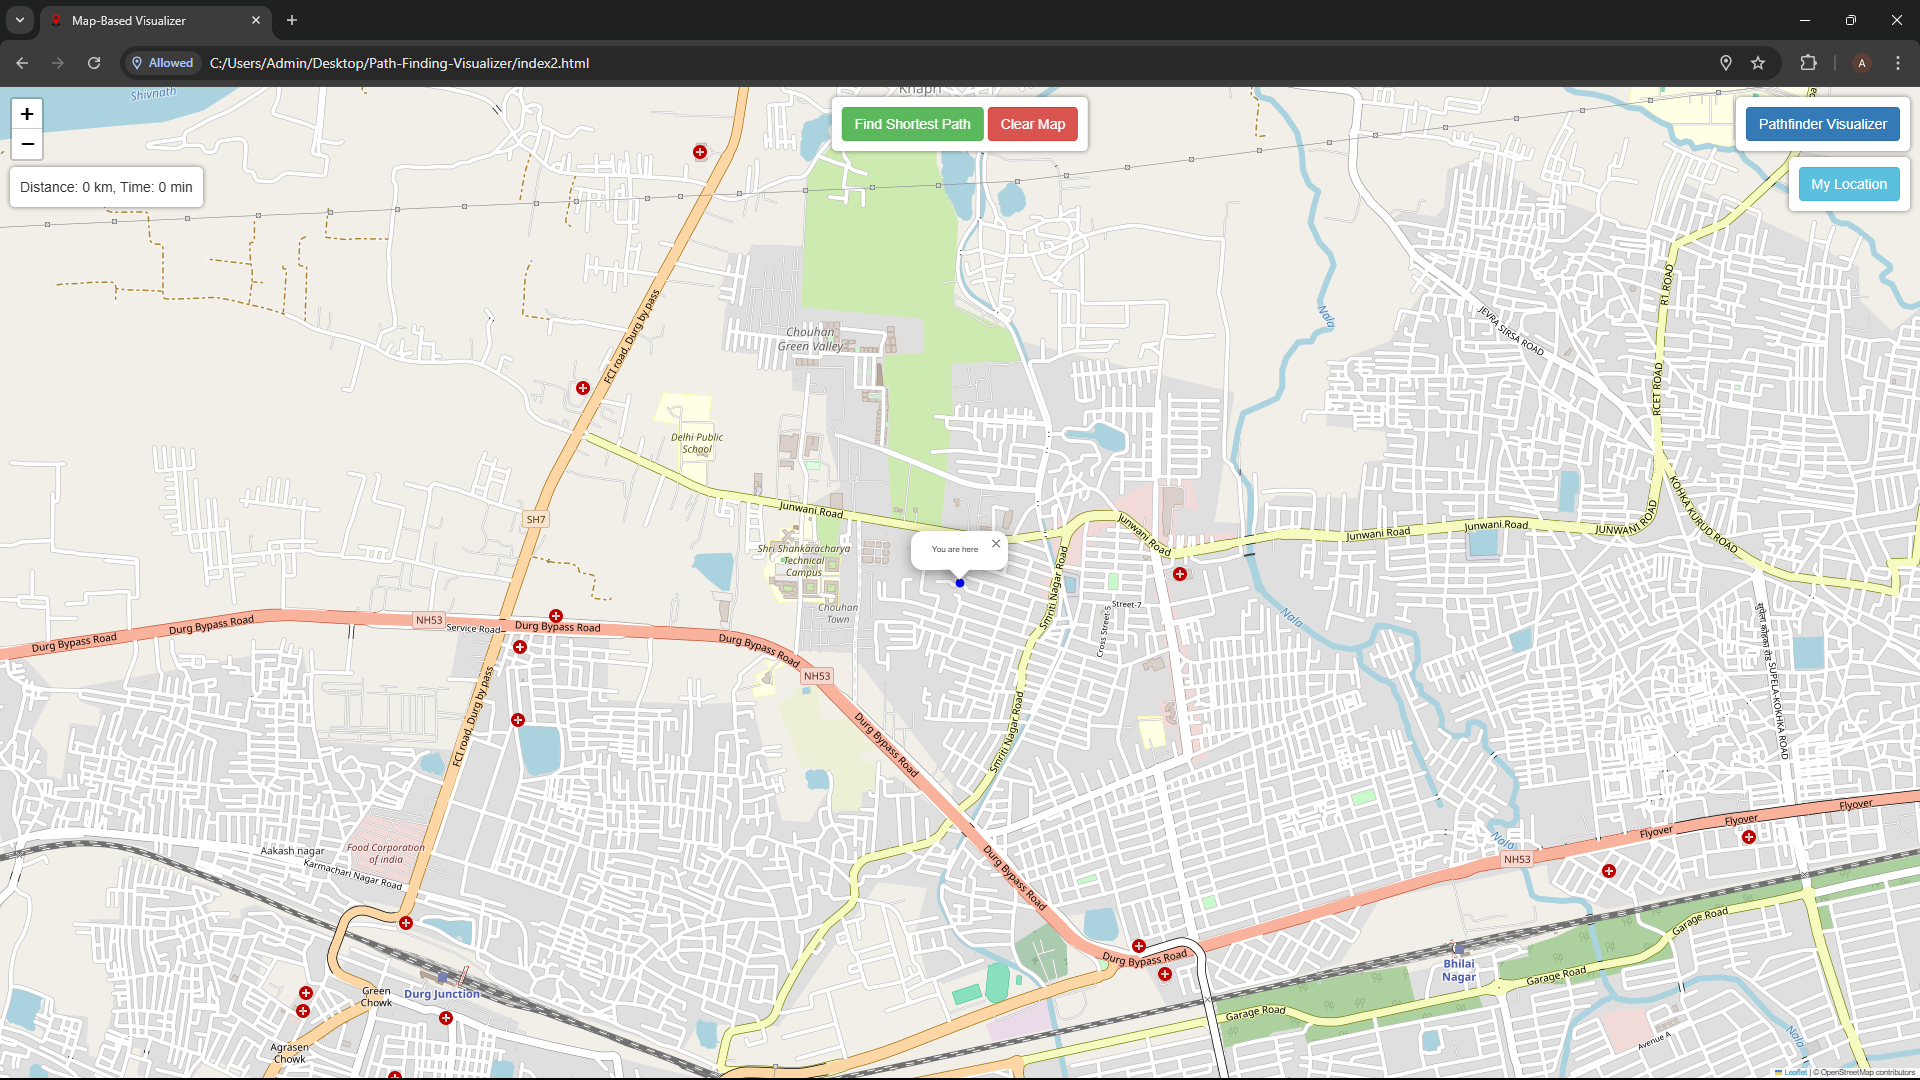 Map-Based Visualizer
Allowed
C:/Users/Admin/Desktop/Path-Finding-Visualizer/index2.html
A
+
−
Distance: 0 km, Time: 0 min
Find Shortest Path
Clear Map
Pathfinder Visualizer
My Location
Shivnath
Khapri
FCI road, Durg by pass
Chouhan
Green Valley
Nala
JEVRA SIRSA ROAD
R1 ROAD
RCET ROAD
Delhi Public
School
SH7
Junwani Road
Junwani Road
Junwani Road
Junwani Road
JUNWANI ROAD
KOHKA KURUD ROAD
You are here
Shri Shankaracharya
Technical
Campus
Chouhan
Town
Smriti Nagar Road
Street-7
Cross Street-5
Nala
NH53
Service Road
Durg Bypass Road
Durg Bypass Road
Durg Bypass Road
Durg Bypass Road
NH53
Durg Bypass Road
FCI road, Durg by pass
Smriti Nagar Road
SUPELA-KOHKA ROAD
Flyover
Flyover
Flyover
Nala
NH53
Aakash nagar
Karmachari Nagar Road
Food Corporation
of india
Durg Bypass Road
Durg Bypass Road
Garage Road
Bhilai
Nagar
Garage Road
Garage Road
Green
Chowk
Durg Junction
Agrasen
Chowk
Avenue A
Nala
Leaflet | © OpenStreetMap contributors